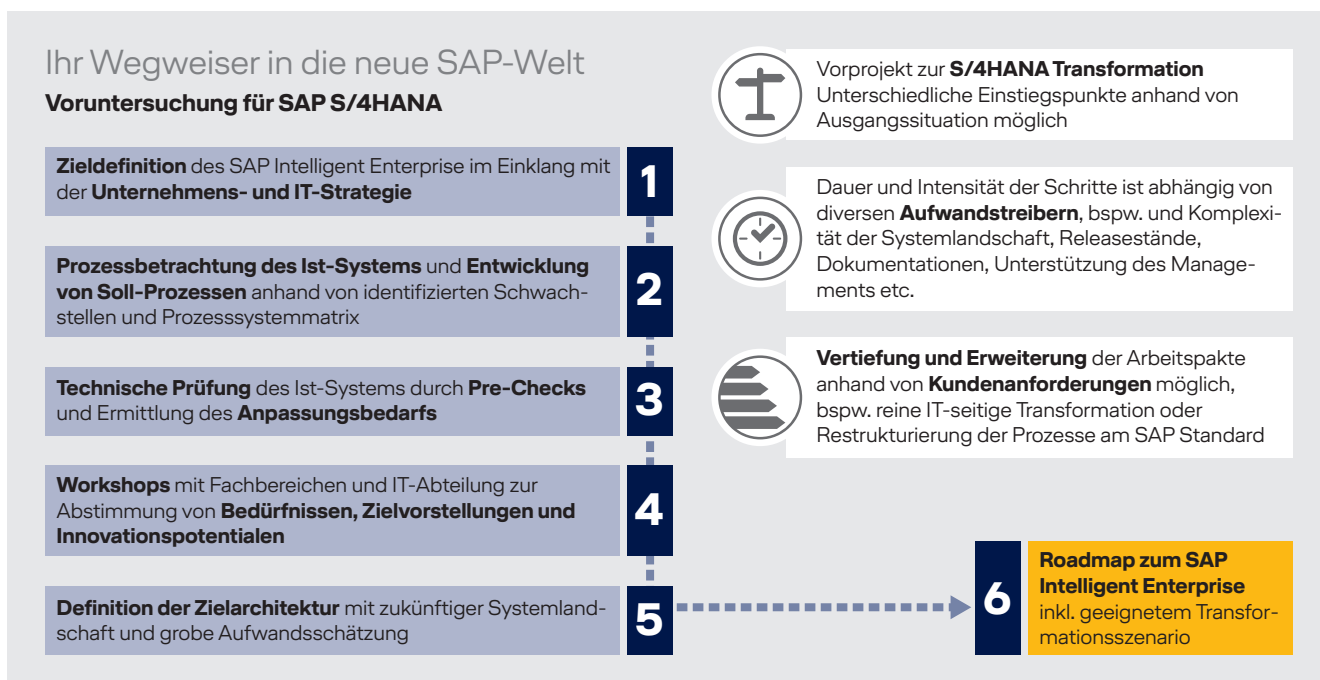 Ihr Wegweiser in die neue SAP-Welt
Voruntersuchung für SAP S/4HANA
Zieldefinition des SAP Intelligent Enterprise im Einklang mit
der Unternehmens- und IT-Strategie
1
Prozessbetrachtung des Ist-Systems und Entwicklung
von Soll-Prozessen anhand von identifizierten Schwach-
stellen und Prozesssystemmatrix
2
Technische Prüfung des Ist-Systems durch Pre-Checks
und Ermittlung des Anpassungsbedarfs
3
Workshops mit Fachbereichen und IT-Abteilung zur
Abstimmung von Bedürfnissen, Zielvorstellungen und
Innovationspotentialen
4
Definition der Zielarchitektur mit zukünftiger Systemland-
schaft und grobe Aufwandsschätzung
5
Vorprojekt zur S/4HANA Transformation
Unterschiedliche Einstiegspunkte anhand von
Ausgangssituation möglich
Dauer und Intensität der Schritte ist abhängig von
diversen Aufwandstreibern, bspw. und Komplexi-
tät der Systemlandschaft, Releasestände,
Dokumentationen, Unterstützung des Manage-
ments etc.
Vertiefung und Erweiterung der Arbeitspakte
anhand von Kundenanforderungen möglich,
bspw. reine IT-seitige Transformation oder
Restrukturierung der Prozesse am SAP Standard
6
Roadmap zum SAP
Intelligent Enterprise
inkl. geeignetem Transfor-
mationsszenario